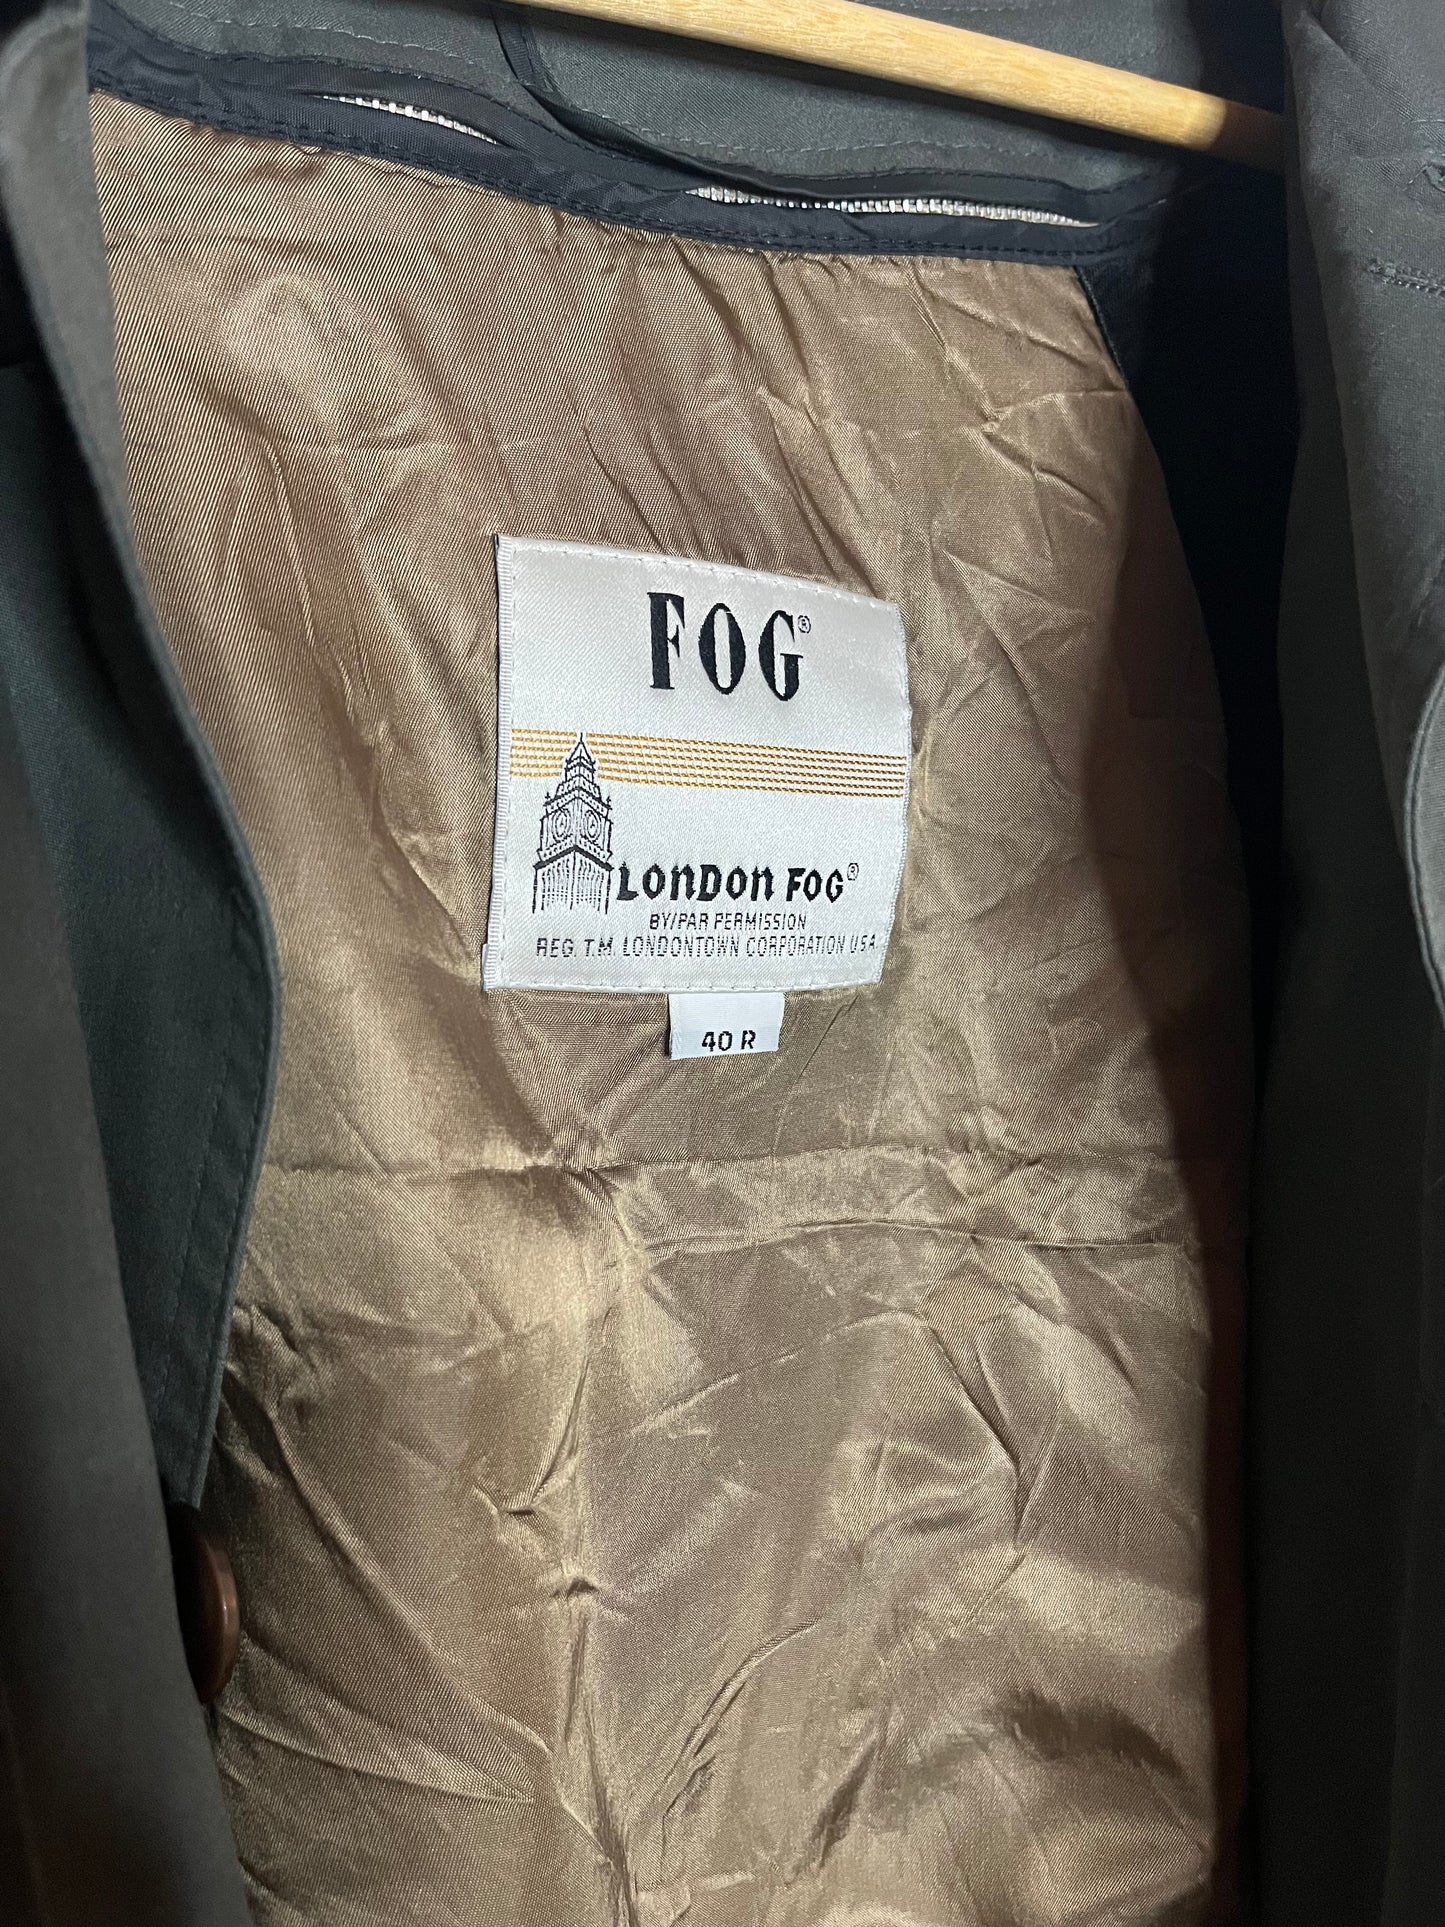 FOG®
LONDON FOG®
BY/PAR PERMISSION
REG. T.M. LONDONTOWN CORPORATION USA
40 R